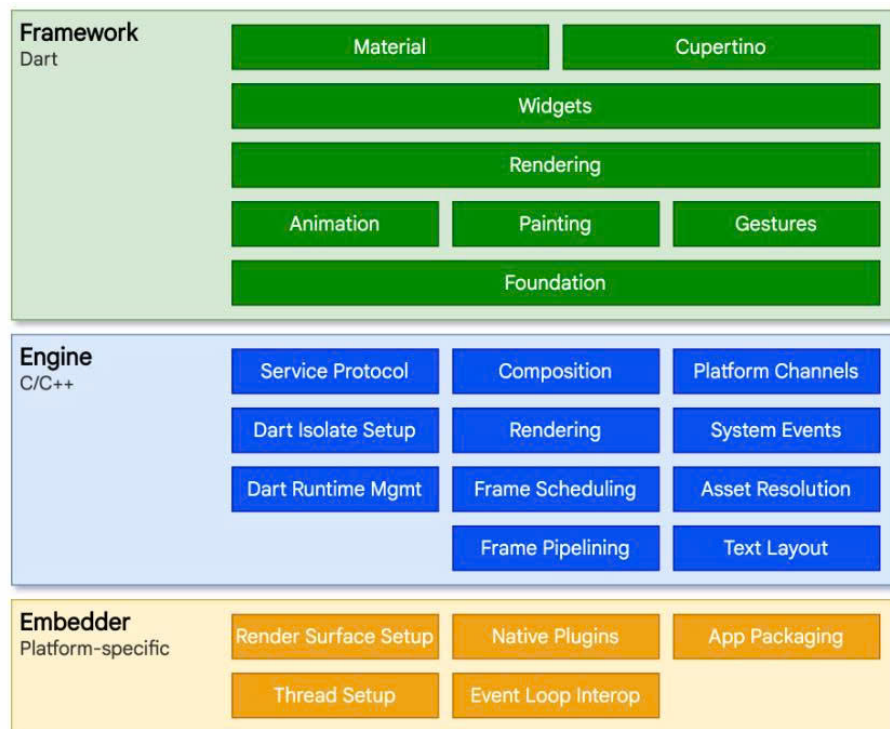 Framework
Dart
Material
Cupertino
Widgets
Rendering
Animation
Painting
Gestures
Foundation
Engine
C/C++
Service Protocol
Composition
Platform Channels
Dart Isolate Setup
Rendering
System Events
Dart Runtime Mgmt
Frame Scheduling
Asset Resolution
Frame Pipelining
Text Layout
Embedder
Platform-specific
Render Surface Setup
Native Plugins
App Packaging
Thread Setup
Event Loop Interop